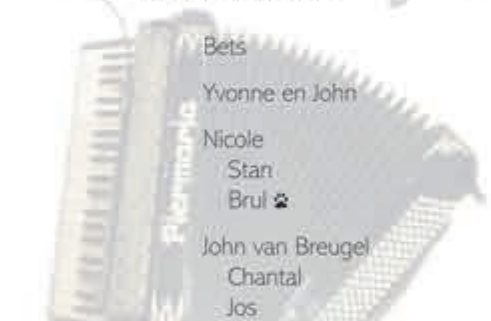 Bets
Yvonne en John
Nicole
Stan
Brul 🐾
John van Breugel
Chantal
Jos